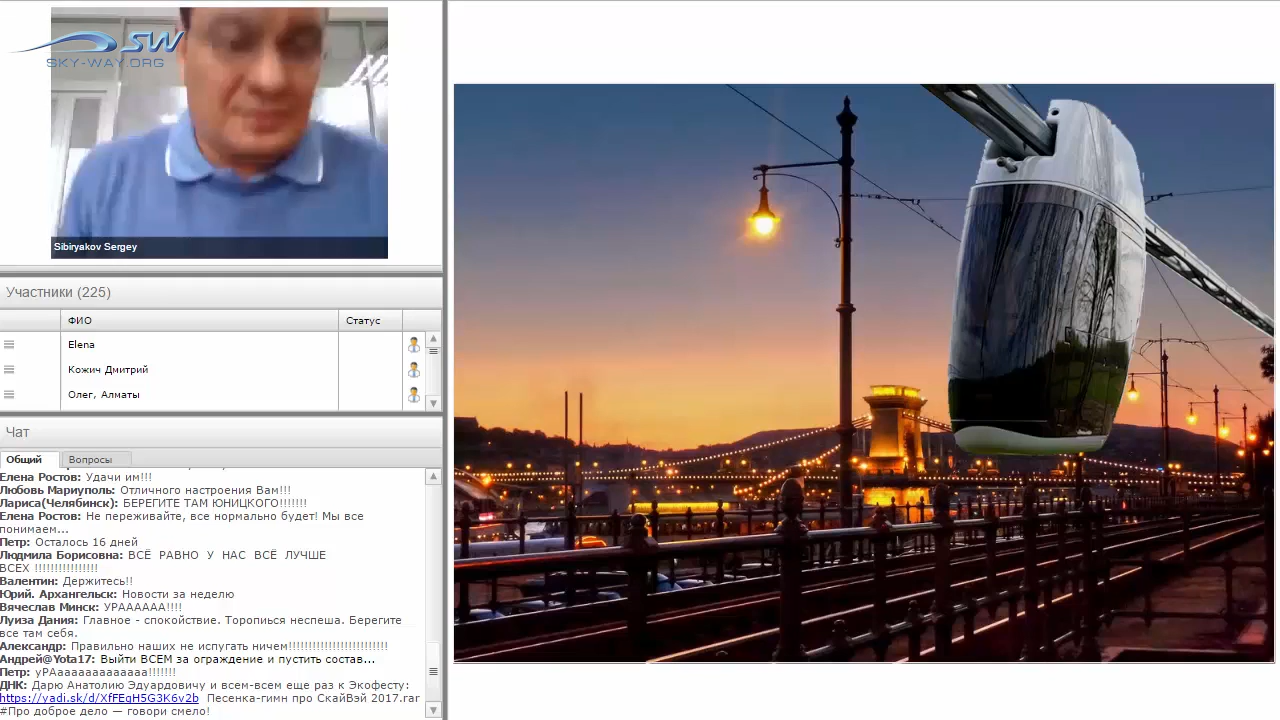 SW
SKY-WAY.ORG
Sibiryakov Sergey
Участники (225)
ФИО
Статус
Elena
Кожич Дмитрий
Олег, Алматы
Чат
Общий
Вопросы
Елена Ростов: Удачи им!!!
Любовь Мариуполь: Отличного настроения Вам!!!
Лариса(Челябинск): БЕРЕГИТЕ ТАМ ЮНИЦКОГО!!!!!!!
Елена Ростов: Не переживайте, все нормально будет! Мы все
понимаем...
Петр: Осталось 16 дней
Людмила Борисовна: ВСЁ РАВНО У НАС ВСЁ ЛУЧШЕ
ВСЕХ !!!!!!!!!!!!!!!!
Валентин: Держитесь!!
Юрий. Архангельск: Новости за неделю
Вячеслав Минск: УРАААААА!!!!
Луиза Дания: Главное - спокойствие. Торопиься неспеша. Берегите
все там себя.
Александр: Правильно наших не испугать ничем!!!!!!!!!!!!!!!!!!!!!!!!!
Андрей@Yota17: Выйти ВСЕМ за ограждение и пустить состав...
Петр: уРАааааааааааааа!!!!!!!
ДНК: Дарю Анатолию Эдуардовичу и всем-всем еще раз к Экофесту:
https://yadi.sk/d/XfFEgH5G3K6v2b Песенка-гимн про СкайВэй 2017.rar
#Про доброе дело — говори смело!